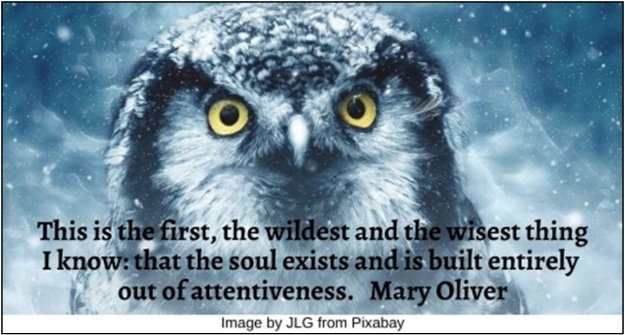 This is the first, the wildest and the wisest thing
I know: that the soul exists and is built entirely
out of attentiveness.   Mary Oliver
Image by JLG from Pixabay